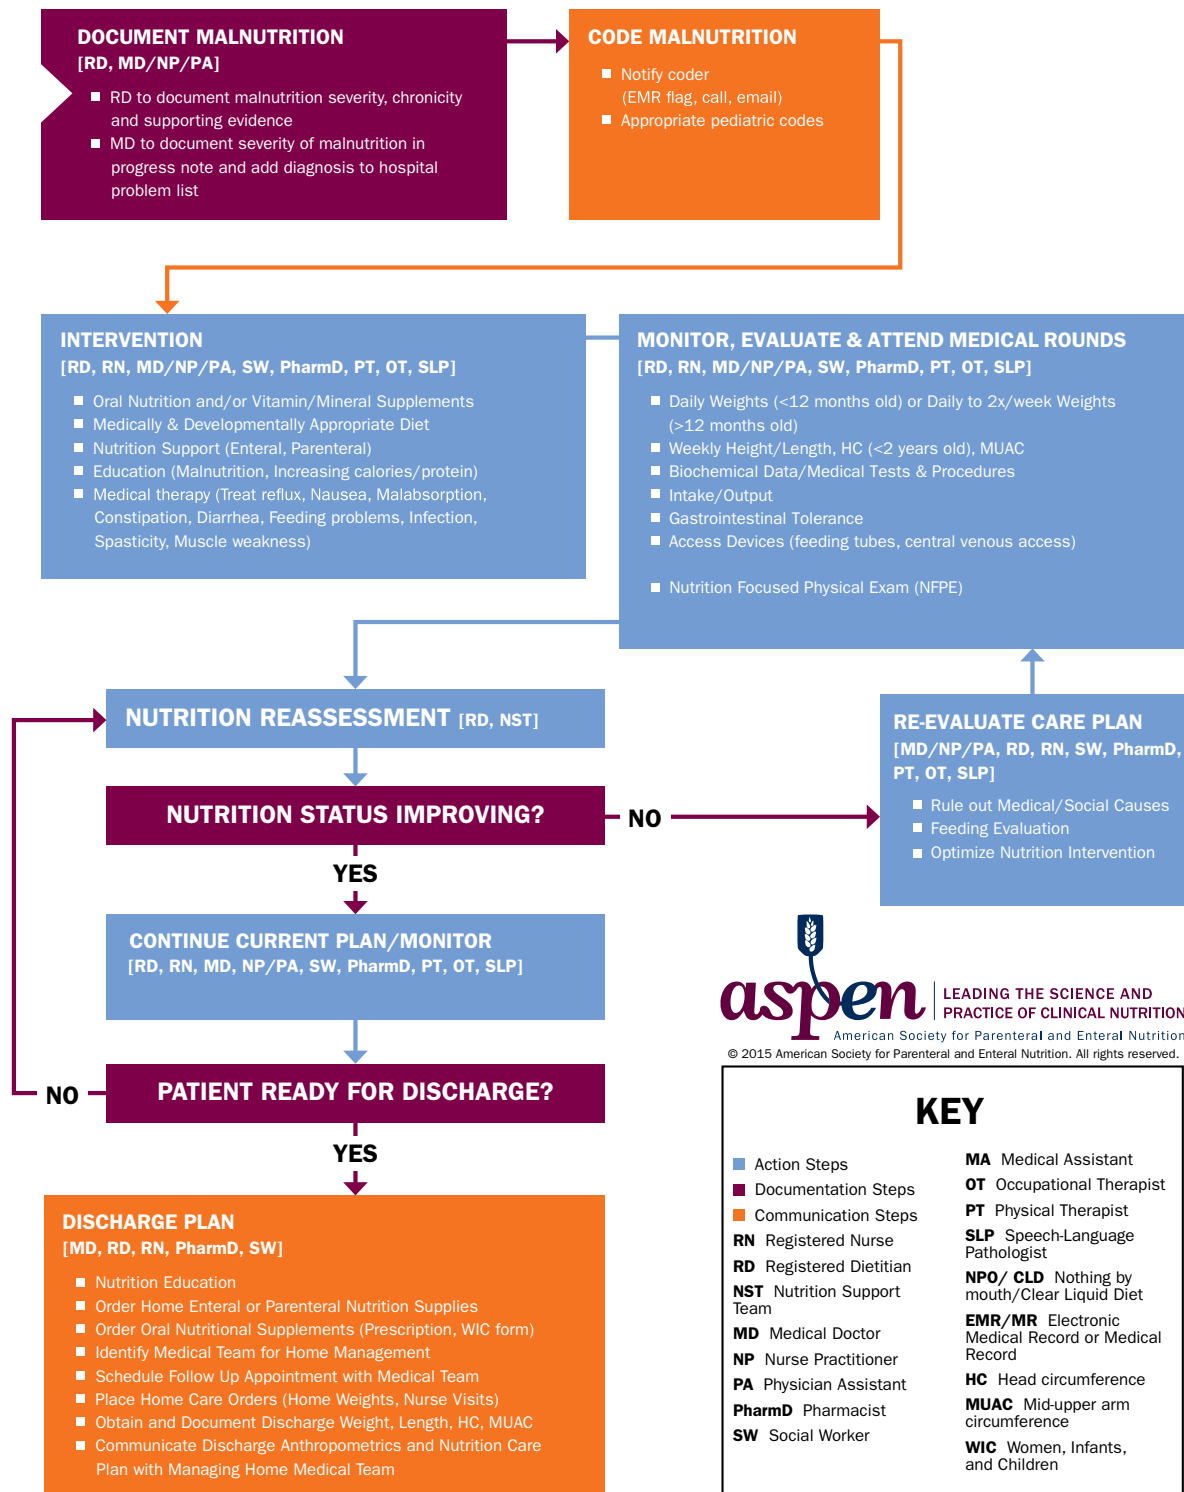 DOCUMENT MALNUTRITION
[RD, MD/NP/PA]
RD to document malnutrition severity, chronicity
and supporting evidence
MD to document severity of malnutrition in
progress note and add diagnosis to hospital
problem list
CODE MALNUTRITION
Notify coder
(EMR flag, call, email)
Appropriate pediatric codes
INTERVENTION
[RD, RN, MD/NP/PA, SW, PharmD, PT, OT, SLP]
Oral Nutrition and/or Vitamin/Mineral Supplements
Medically & Developmentally Appropriate Diet
Nutrition Support (Enteral, Parenteral)
Education (Malnutrition, Increasing calories/protein)
Medical therapy (Treat reflux, Nausea, Malabsorption,
Constipation, Diarrhea, Feeding problems, Infection,
Spasticity, Muscle weakness)
MONITOR, EVALUATE & ATTEND MEDICAL ROUNDS
[RD, RN, MD/NP/PA, SW, PharmD, PT, OT, SLP]
Daily Weights (<12 months old) or Daily to 2x/week Weights
(>12 months old)
Weekly Height/Length, HC (<2 years old), MUAC
Biochemical Data/Medical Tests & Procedures
Intake/Output
Gastrointestinal Tolerance
Access Devices (feeding tubes, central venous access)
Nutrition Focused Physical Exam (NFPE)
NUTRITION REASSESSMENT [RD, NST]
NUTRITION STATUS IMPROVING?
NO
YES
RE-EVALUATE CARE PLAN
[MD/NP/PA, RD, RN, SW, PharmD,
PT, OT, SLP]
Rule out Medical/Social Causes
Feeding Evaluation
Optimize Nutrition Intervention
CONTINUE CURRENT PLAN/MONITOR
[RD, RN, MD, NP/PA, SW, PharmD, PT, OT, SLP]
PATIENT READY FOR DISCHARGE?
NO
YES
DISCHARGE PLAN
[MD, RD, RN, PharmD, SW]
Nutrition Education
Order Home Enteral or Parenteral Nutrition Supplies
Order Oral Nutritional Supplements (Prescription, WIC form)
Identify Medical Team for Home Management
Schedule Follow Up Appointment with Medical Team
Place Home Care Orders (Home Weights, Nurse Visits)
Obtain and Document Discharge Weight, Length, HC, MUAC
Communicate Discharge Anthropometrics and Nutrition Care
Plan with Managing Home Medical Team
aspen
LEADING THE SCIENCE AND
PRACTICE OF CLINICAL NUTRITION
American Society for Parenteral and Enteral Nutrition
© 2015 American Society for Parenteral and Enteral Nutrition. All rights reserved.
KEY
Action Steps
Documentation Steps
Communication Steps
RN Registered Nurse
RD Registered Dietitian
NST Nutrition Support
Team
MD Medical Doctor
NP Nurse Practitioner
PA Physician Assistant
PharmD Pharmacist
SW Social Worker
MA Medical Assistant
OT Occupational Therapist
PT Physical Therapist
SLP Speech-Language
Pathologist
NPO/ CLD Nothing by
mouth/Clear Liquid Diet
EMR/MR Electronic
Medical Record or Medical
Record
HC Head circumference
MUAC Mid-upper arm
circumference
WIC Women, Infants,
and Children